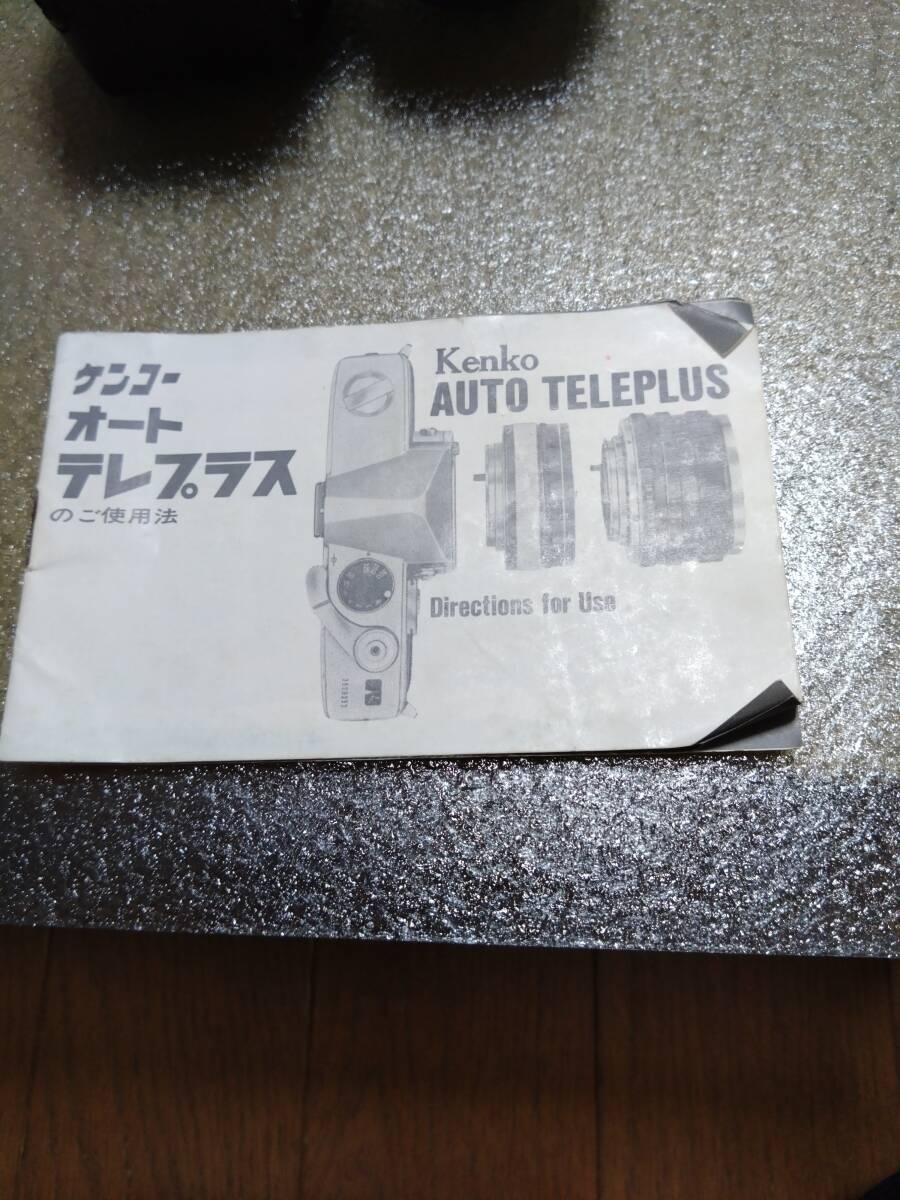 ケンコー
オート
テレプラス
のご使用法
Kenko
AUTO TELEPLUS
Directions for Use